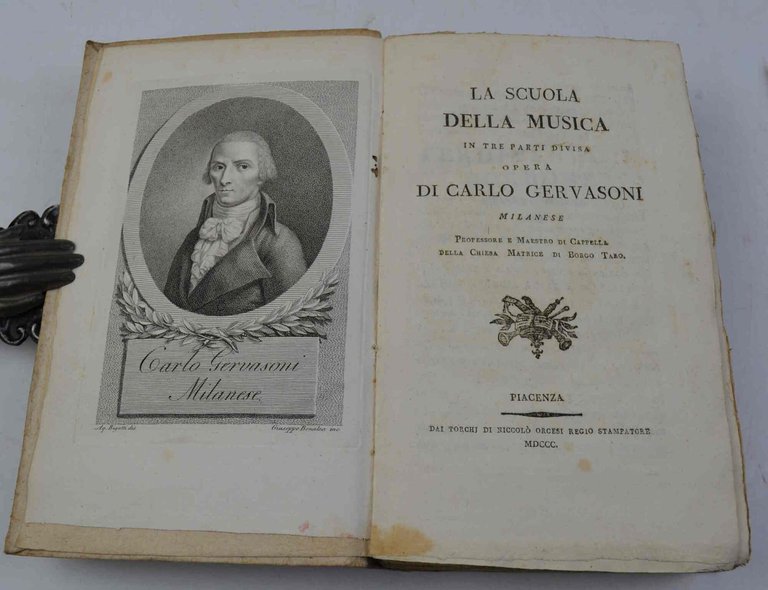 Carlo Gervasoni
Milanese
LA SCUOLA
DELLA MUSICA
IN TRE PARTI DIVISA
OPERA
DI CARLO GERVASONI
MILANESE
PROFESSORE E MAESTRO DI CAPPELLA
DELLA CHIESA MATRICE DI BORGO TARO.
PIACENZA
DAI TORCHI DI NICCOLÒ ORCESI REGIO STAMPATORE
MDCCC.